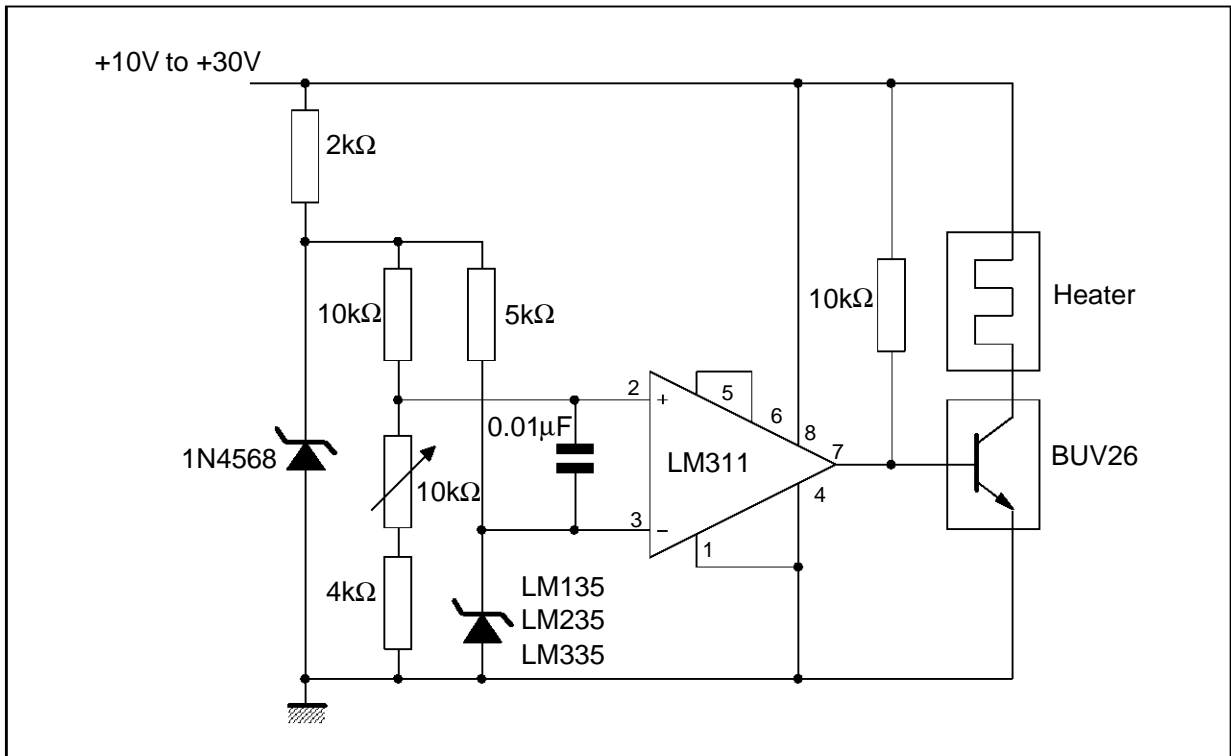 +10V to +30V
2kΩ
10kΩ
5kΩ
10kΩ
Heater
2
+
5
6
8
0.01μF
LM311
7
BUV26
1N4568
10kΩ
4
3
−
1
4kΩ
LM135
LM235
LM335